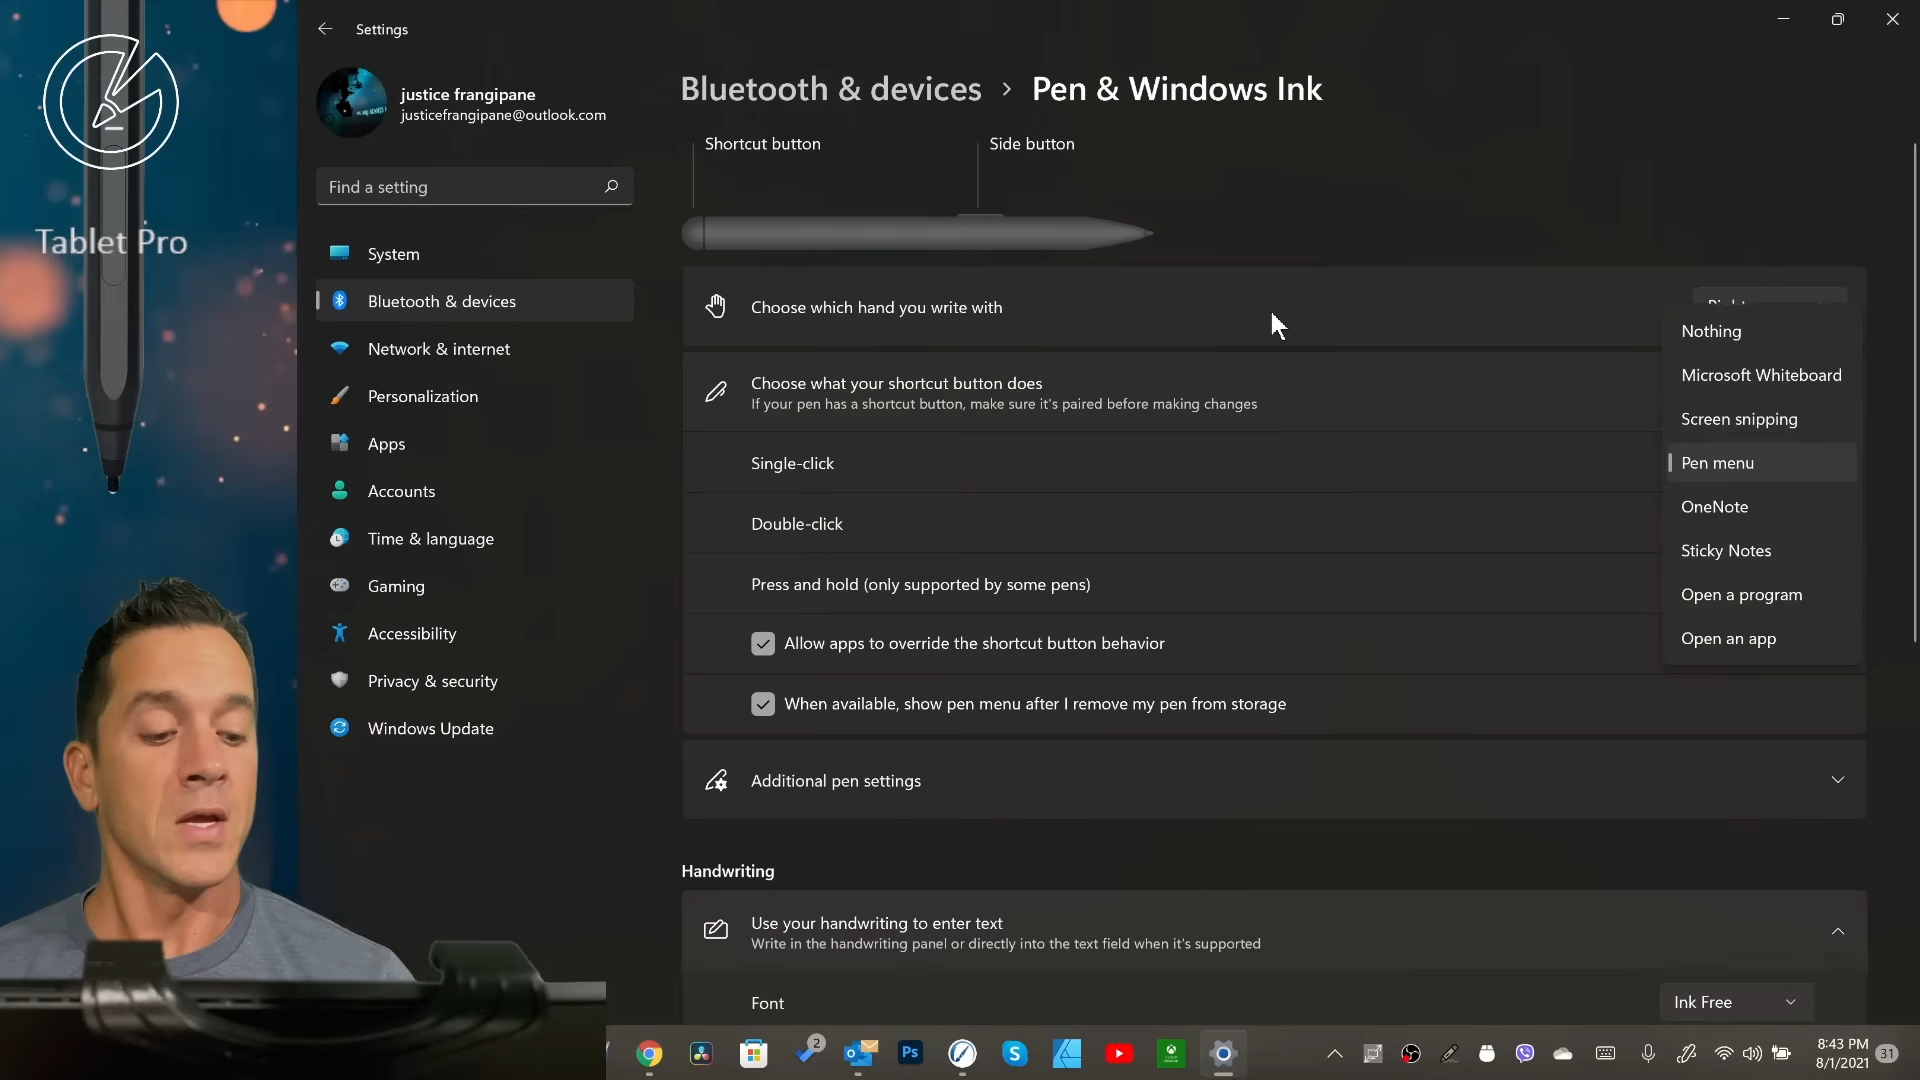 Settings
justice frangipane
justicefrangipane@outlook.com
Find a setting
System
Bluetooth & devices
Network & internet
Personalization
Apps
Accounts
Time & language
Gaming
Accessibility
Privacy & security
Windows Update
Tablet Pro
Bluetooth & devices > Pen & Windows Ink
Shortcut button
Side button
Choose which hand you write with
Choose what your shortcut button does
If your pen has a shortcut button, make sure it's paired before making changes
Single-click
Double-click
Press and hold (only supported by some pens)
Allow apps to override the shortcut button behavior
When available, show pen menu after I remove my pen from storage
Nothing
Microsoft Whiteboard
Screen snipping
Pen menu
OneNote
Sticky Notes
Open a program
Open an app
Additional pen settings
Handwriting
Use your handwriting to enter text
Write in the handwriting panel or directly into the text field when it's supported
Font
Ink Free
2
Ps
8:43 PM
8/1/2021
31